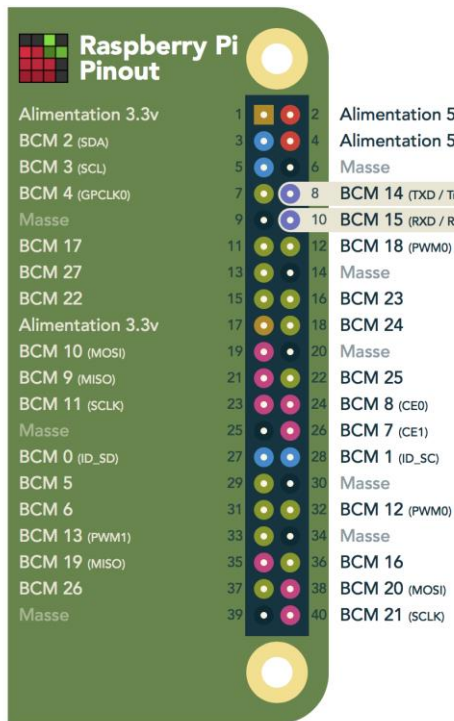 Raspberry Pi
Pinout
Alimentation 3.3v 1 2 Alimentation 5
BCM 2 (SDA) 3 4 Alimentation 5
BCM 3 (SCL) 5 6 Masse
BCM 4 (GPCLK0) 7 8 BCM 14 (TXD / Tr
Masse 9 10 BCM 15 (RXD / R
BCM 17 11 12 BCM 18 (PWM0)
BCM 27 13 14 Masse
BCM 22 15 16 BCM 23
Alimentation 3.3v 17 18 BCM 24
BCM 10 (MOSI) 19 20 Masse
BCM 9 (MISO) 21 22 BCM 25
BCM 11 (SCLK) 23 24 BCM 8 (CE0)
Masse 25 26 BCM 7 (CE1)
BCM 0 (ID_SD) 27 28 BCM 1 (ID_SC)
BCM 5 29 30 Masse
BCM 6 31 32 BCM 12 (PWM0)
BCM 13 (PWM1) 33 34 Masse
BCM 19 (MISO) 35 36 BCM 16
BCM 26 37 38 BCM 20 (MOSI)
Masse 39 40 BCM 21 (SCLK)